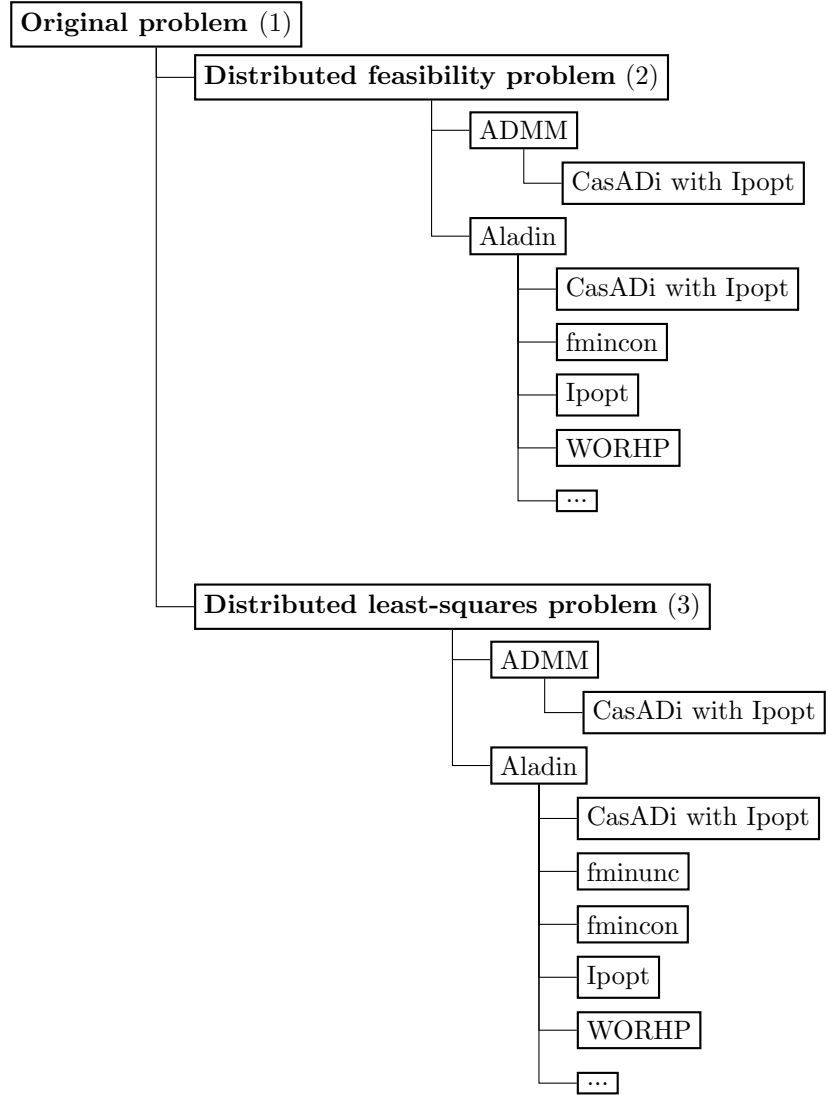 Original problem (1)
Distributed feasibility problem (2)
ADMM
CasADi with Ipopt
Aladin
CasADi with Ipopt
fmincon
Ipopt
WORHP
...
Distributed least-squares problem (3)
ADMM
CasADi with Ipopt
Aladin
CasADi with Ipopt
fminunc
fmincon
Ipopt
WORHP
...